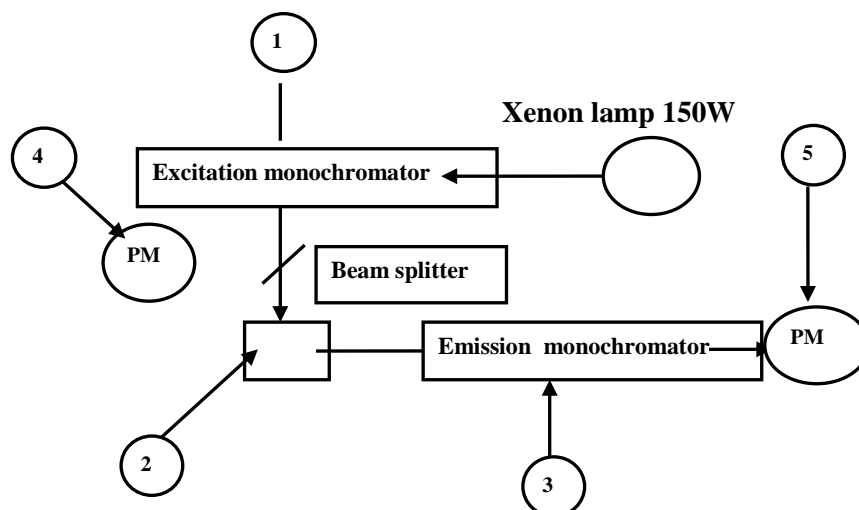 1
Xenon lamp 150W
4
5
Excitation monochromator
PM
Beam splitter
Emission monochromator
PM
2
3